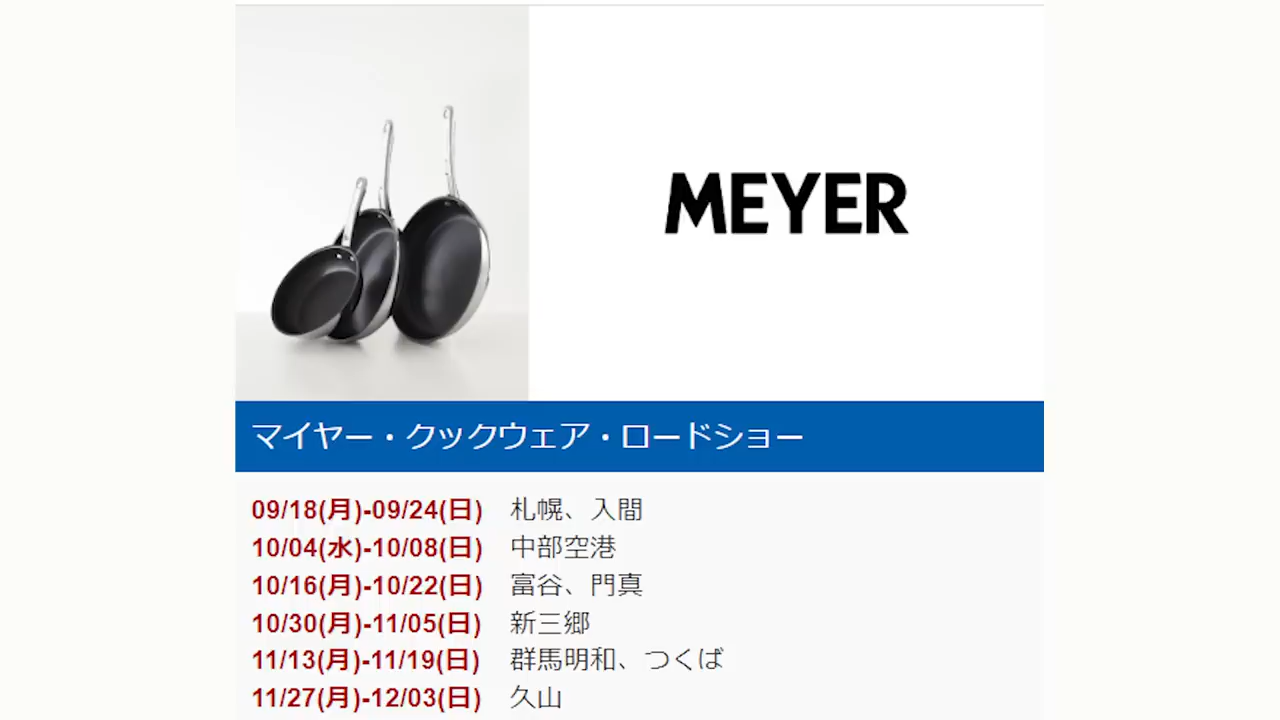 MEYER
マイヤー・クックウェア・ロードショー
09/18(月)-09/24(日) 札幌、入間
10/04(水)-10/08(日) 中部空港
10/16(月)-10/22(日) 富谷、門真
10/30(月)-11/05(日) 新三郷
11/13(月)-11/19(日) 群馬明和、つくば
11/27(月)-12/03(日) 久山